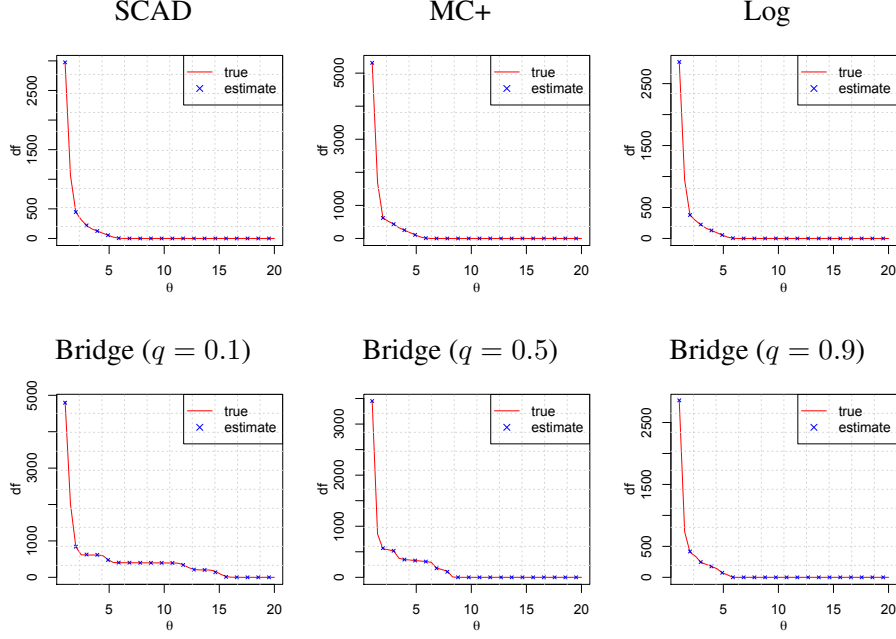 SCAD
MC+
Log
true
estimate
true
estimate
true
estimate
df
0 500 1500 2500
df
0 1000 3000 5000
df
0 500 1500 2500
5 10 15 20
5 10 15 20
5 10 15 20
θ
θ
θ
Bridge (q = 0.1)
Bridge (q = 0.5)
Bridge (q = 0.9)
true
estimate
true
estimate
true
estimate
df
0 1000 3000 5000
df
0 1000 2000 3000
df
0 500 1500 2500
5 10 15 20
5 10 15 20
5 10 15 20
θ
θ
θ